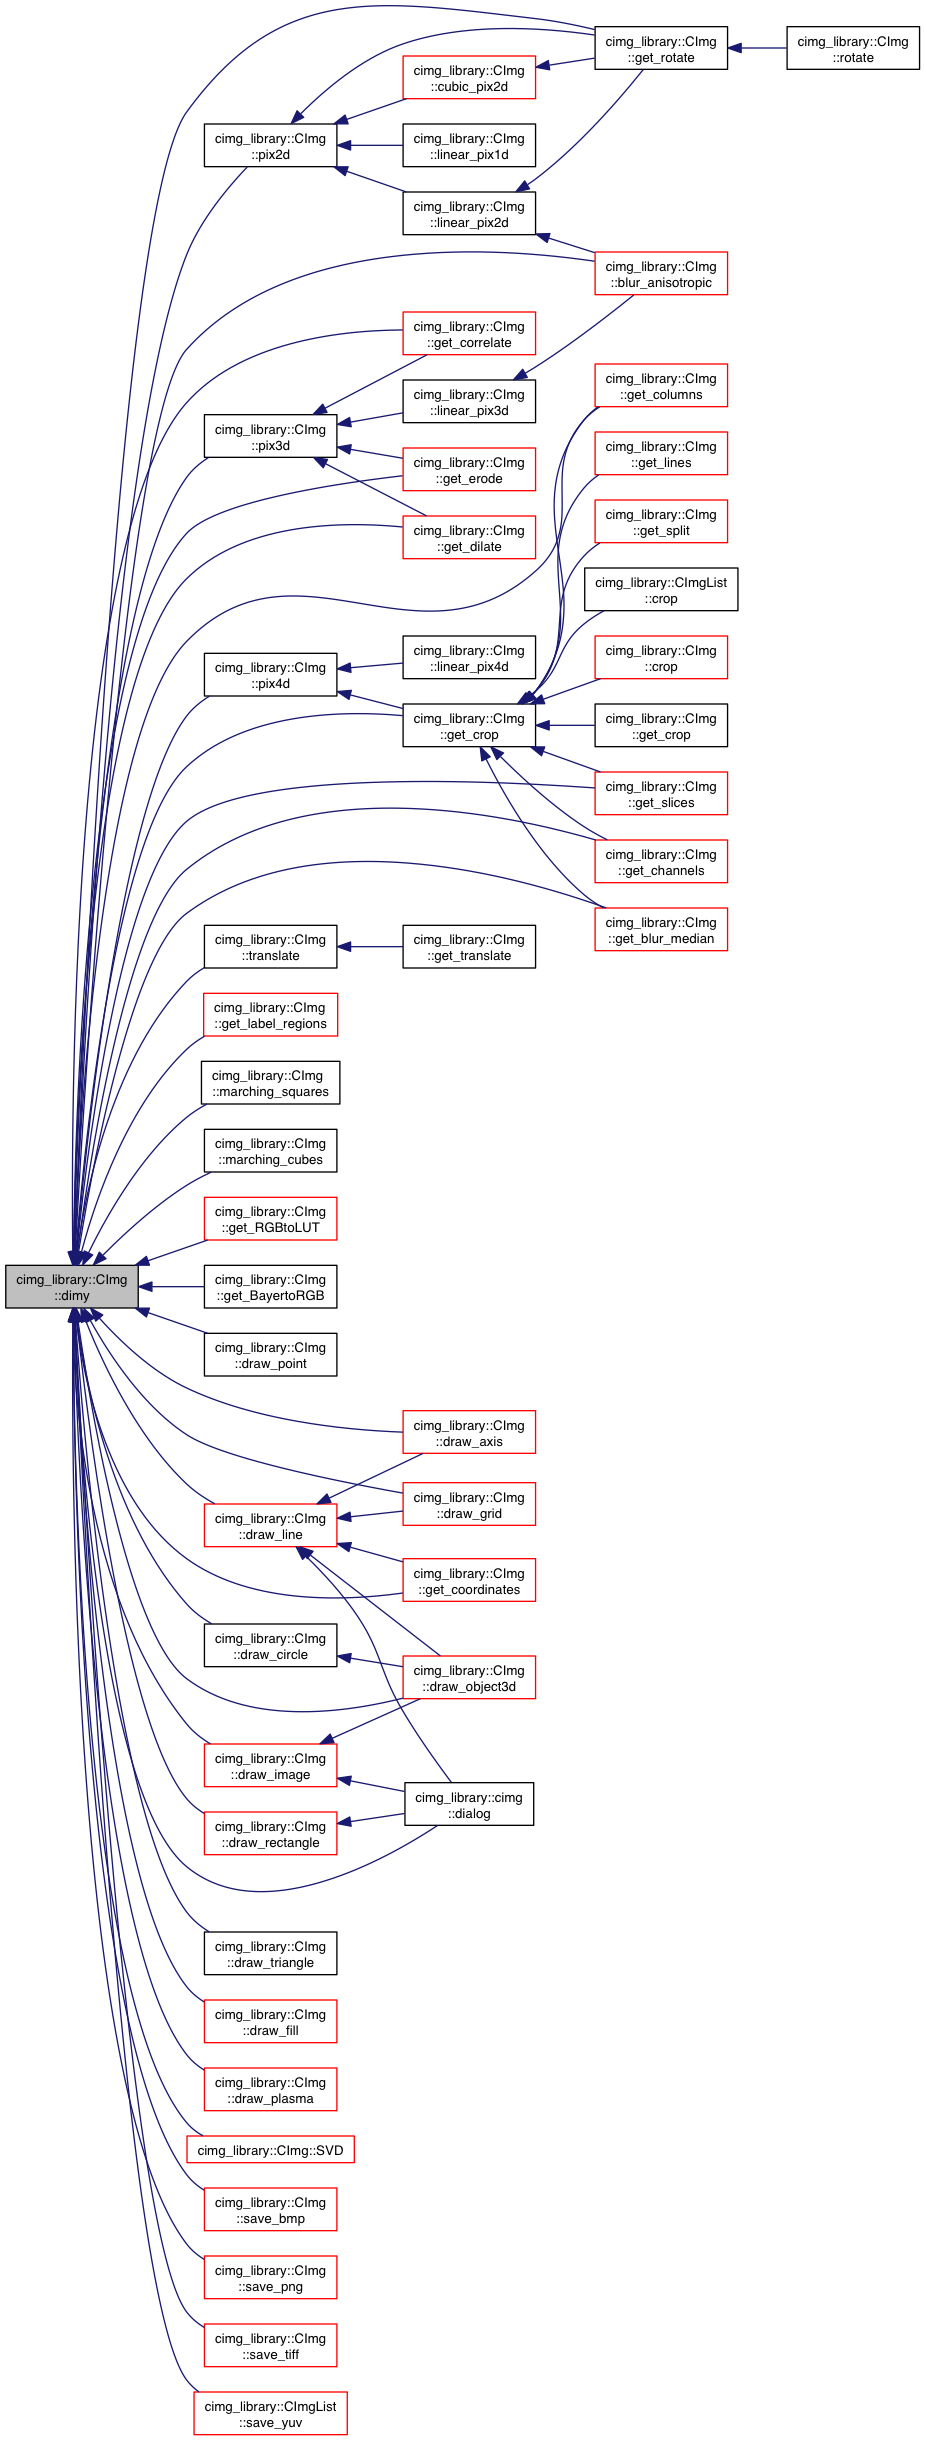 cimg_library::CImg
::get_rotate
cimg_library::CImg
::rotate
cimg_library::CImg
::cubic_pix2d
cimg_library::CImg
::pix2d
cimg_library::CImg
::linear_pix1d
cimg_library::CImg
::linear_pix2d
cimg_library::CImg
::blur_anisotropic
cimg_library::CImg
::get_correlate
cimg_library::CImg
::get_columns
cimg_library::CImg
::linear_pix3d
cimg_library::CImg
::pix3d
cimg_library::CImg
::get_lines
cimg_library::CImg
::get_erode
cimg_library::CImg
::get_split
cimg_library::CImg
::get_dilate
cimg_library::CImgList
::crop
cimg_library::CImg
::linear_pix4d
cimg_library::CImg
::crop
cimg_library::CImg
::pix4d
cimg_library::CImg
::get_crop
cimg_library::CImg
::get_crop
cimg_library::CImg
::get_slices
cimg_library::CImg
::get_channels
cimg_library::CImg
::get_blur_median
cimg_library::CImg
::translate
cimg_library::CImg
::get_translate
cimg_library::CImg
::get_label_regions
cimg_library::CImg
::marching_squares
cimg_library::CImg
::marching_cubes
cimg_library::CImg
::get_RGBtoLUT
cimg_library::CImg
::dimy
cimg_library::CImg
::get_BayertoRGB
cimg_library::CImg
::draw_point
cimg_library::CImg
::draw_axis
cimg_library::CImg
::draw_grid
cimg_library::CImg
::draw_line
cimg_library::CImg
::get_coordinates
cimg_library::CImg
::draw_circle
cimg_library::CImg
::draw_object3d
cimg_library::CImg
::draw_image
cimg_library::cimg
::dialog
cimg_library::CImg
::draw_rectangle
cimg_library::CImg
::draw_triangle
cimg_library::CImg
::draw_fill
cimg_library::CImg
::draw_plasma
cimg_library::CImg::SVD
cimg_library::CImg
::save_bmp
cimg_library::CImg
::save_png
cimg_library::CImg
::save_tiff
cimg_library::CImgList
::save_yuv